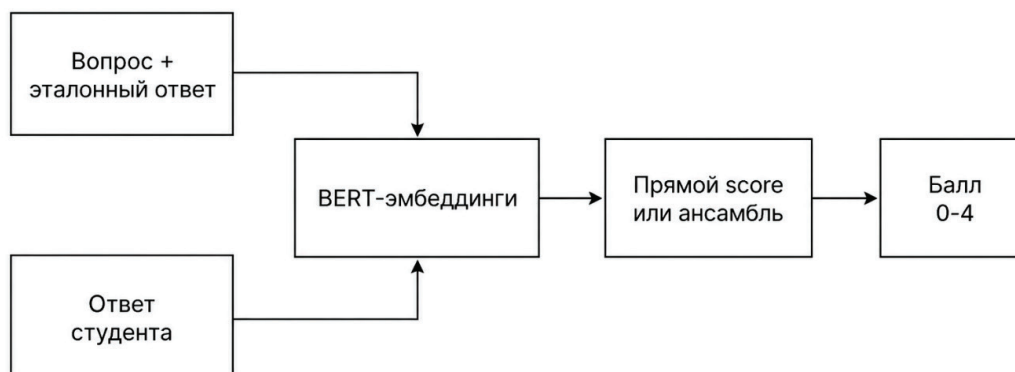 Вопрос +
эталонный ответ
BERT-эмбеддинги
Прямой score
или ансамбль
Балл
0-4
Ответ
студента